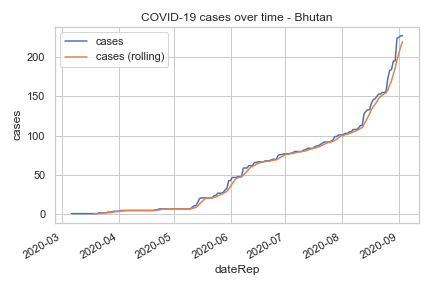 COVID-19 cases over time - Bhutan
cases
cases (rolling)
200
150
100
50
0
cases
2020-03
2020-04
2020-05
2020-06
2020-07
2020-08
2020-09
dateRep